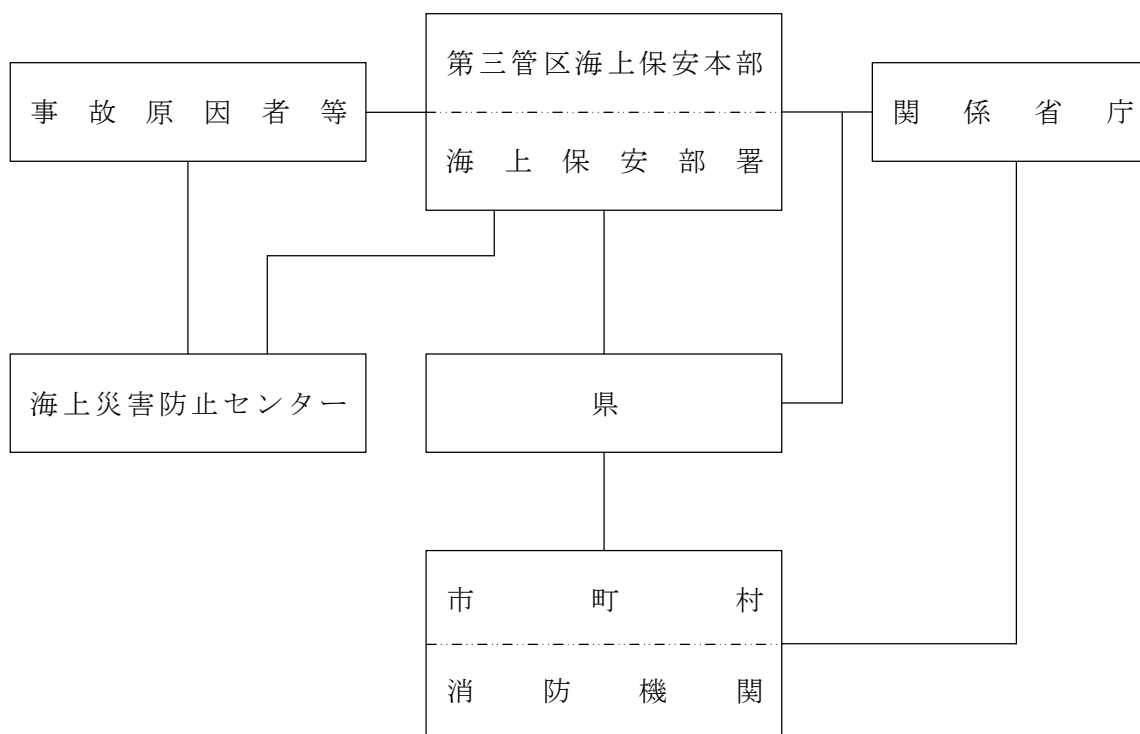 第三管区海上保安本部
事故原因者等
関係省庁
海上保安部署
海上災害防止センター
県
市町村
消防機関